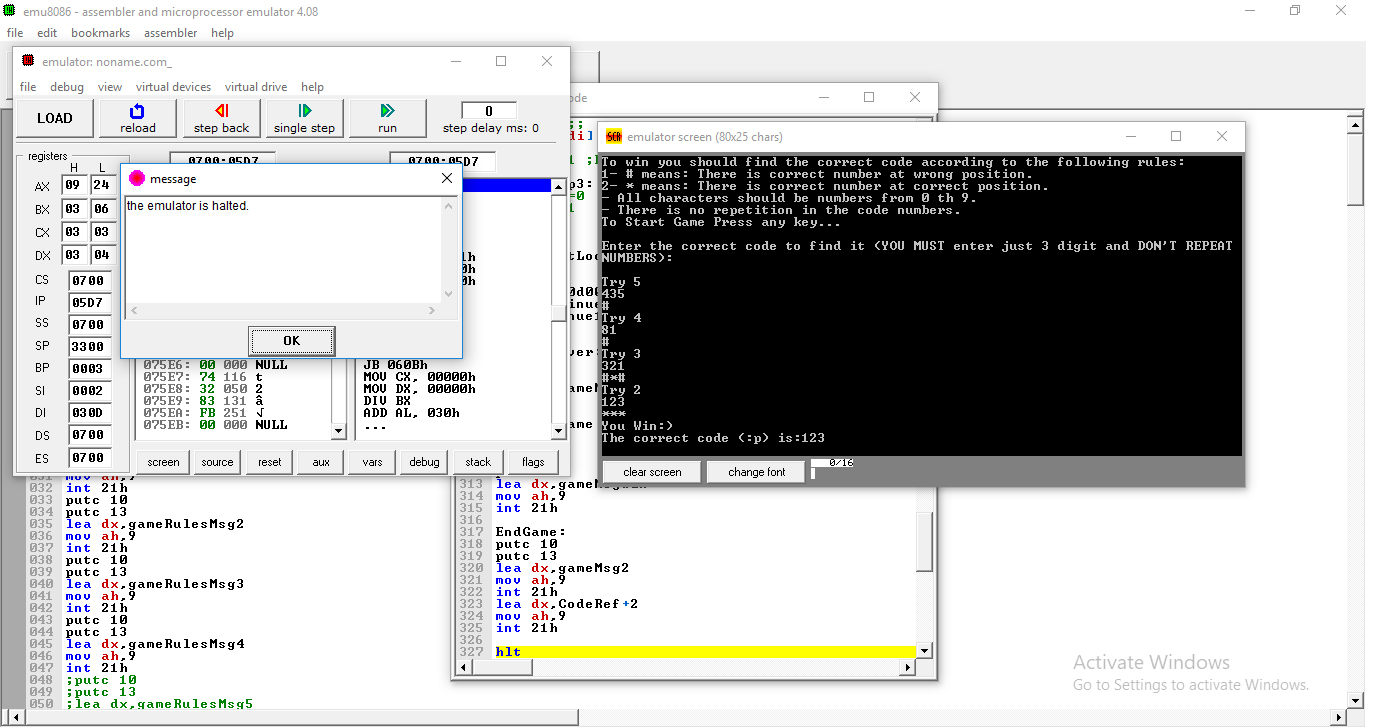 emu8086 - assembler and microprocessor emulator 4.08
file edit bookmarks assembler help
emulator: noname.com_
file debug view virtual devices virtual drive help
LOAD
reload
step back
single step
run
0
step delay ms: 0
registers
H L
AX 09 24
BX 03 06
CX 03 03
DX 03 04
CS 0700
IP 05D7
SS 0700
SP 3300
BP 0003
SI 0002
DI 030D
DS 0700
ES 0700
0700:05D7
0700:05D7
message
the emulator is halted.
OK
075E6: 00 000 NULL
075E7: 74 116 t
075E8: 32 050 2
075E9: 83 131 â
075EA: FB 251 √
075EB: 00 000 NULL
JB 060Bh
MOV CX, 00000h
MOV DX, 00000h
DIV BX
ADD AL, 030h
...
screen source reset aux vars debug stack flags
emulator screen (80x25 chars)
To win you should find the correct code according to the following rules:
1- # means: There is correct number at wrong position.
2- * means: There is correct number at correct position.
- All characters should be numbers from 0 th 9.
- There is no repetition in the code numbers.
To Start Game Press any key...
Enter the correct code to find it (YOU MUST enter just 3 digit and DON'T REPEAT
NUMBERS):
Try 5
435
#
Try 4
81
#
Try 3
321
#*#
Try 2
123
***
You Win:)
The correct code (:p) is:123
clear screen
change font
0/16
032 int 21h
033 putc 10
034 putc 13
035 lea dx,gameRulesMsg2
036 mov ah,9
037 int 21h
038 putc 10
039 putc 13
040 lea dx,gameRulesMsg3
041 mov ah,9
042 int 21h
043 putc 10
044 putc 13
045 lea dx,gameRulesMsg4
046 mov ah,9
047 int 21h
048 ;putc 10
049 ;putc 13
050 ;lea dx,gameRulesMsg5
314 mov ah,9
315 int 21h
316
317 EndGame:
318 putc 10
319 putc 13
320 lea dx,gameMsg2
321 mov ah,9
322 int 21h
323 lea dx,CodeRef+2
324 mov ah,9
325 int 21h
326
327 hlt
Activate Windows
Go to Settings to activate Windows.